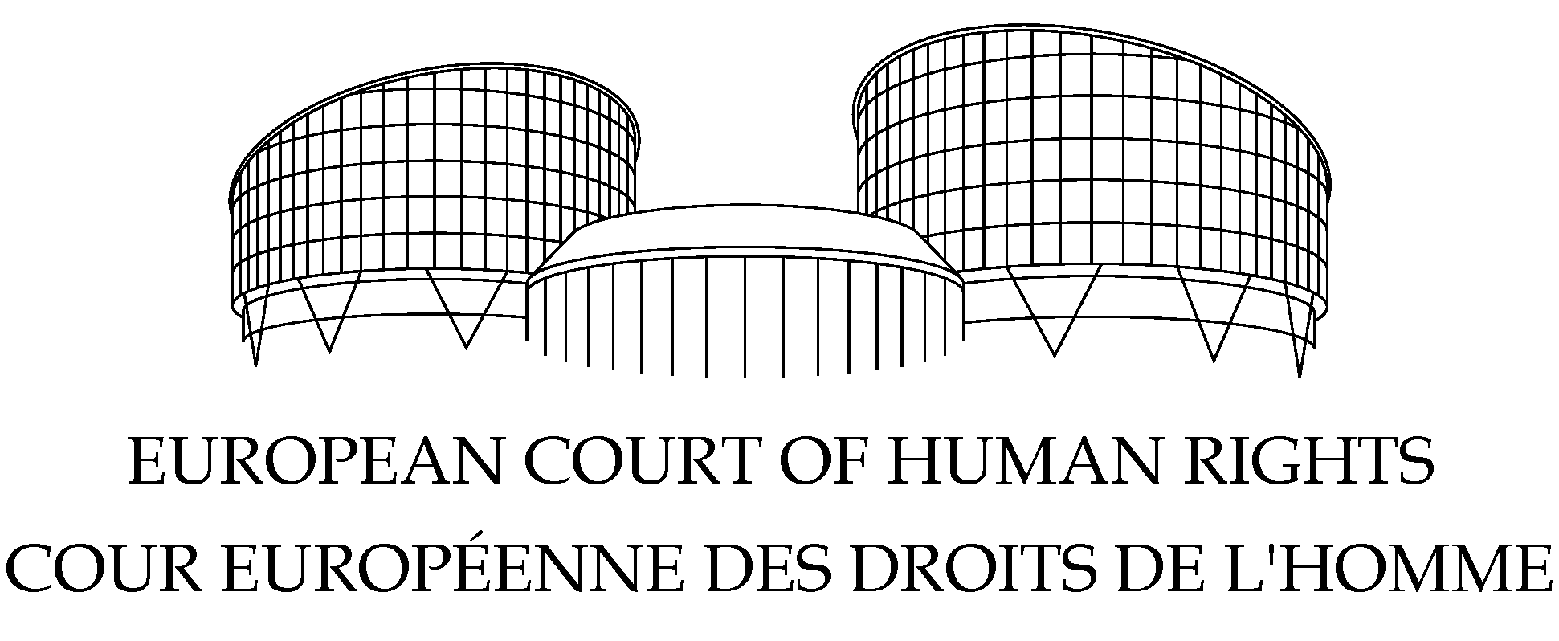 EUROPEAN COURT OF HUMAN RIGHTS
COUR EUROPÉENNE DES DROITS DE L'HOMME